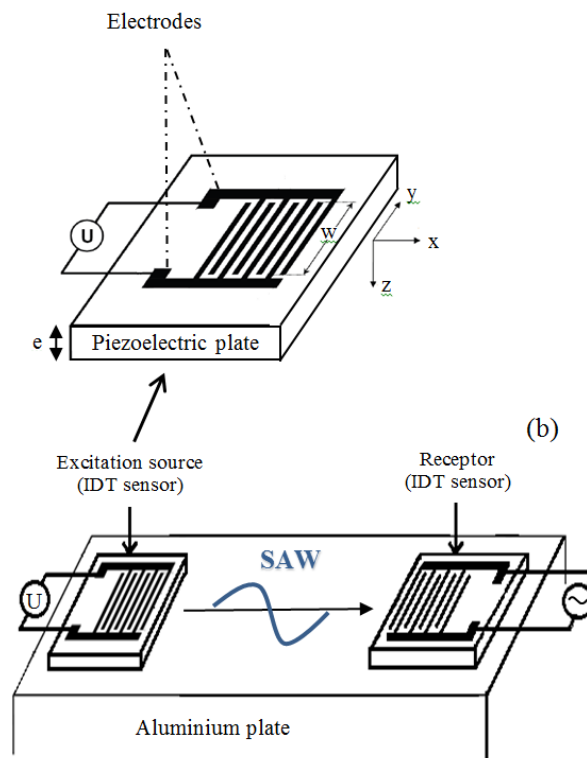 Electrodes
U
w
y
x
z
e
Piezoelectric plate
(b)
Excitation source
(IDT sensor)
Receptor
(IDT sensor)
SAW
U
Aluminium plate